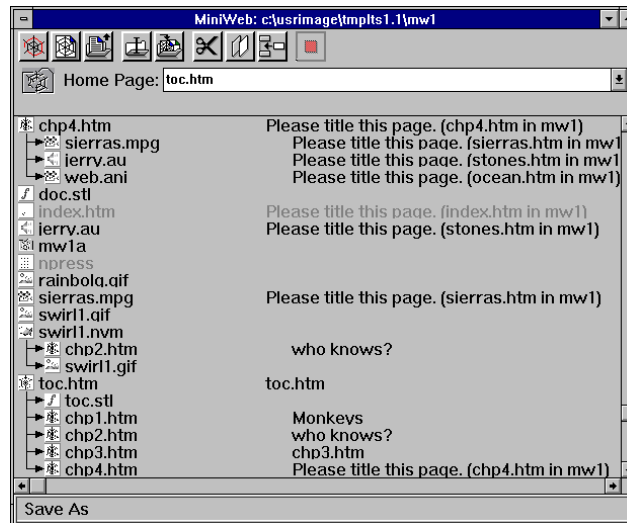 MiniWeb: c:\usrimage\tmplts1.1\mw1
Home Page: toc.htm
chp4.htm Please title this page. (chp4.htm in mw1)
sierras.mpg Please title this page. (sierras.htm in mw1
jerry.au Please title this page. (stones.htm in mw1
web.ani Please title this page. (ocean.htm in mw1)
doc.stl
index.htm Please title this page. (index.htm in mw1)
jerry.au Please title this page. (stones.htm in mw1)
mw1a
npress
rainbolg.gif
sierras.mpg Please title this page. (sierras.htm in mw1)
swirl1.gif
swirl1.nvm
chp2.htm who knows?
swirl1.gif
toc.htm toc.htm
toc.stl
chp1.htm Monkeys
chp2.htm who knows?
chp3.htm chp3.htm
chp4.htm Please title this page. (chp4.htm in mw1)
Save As